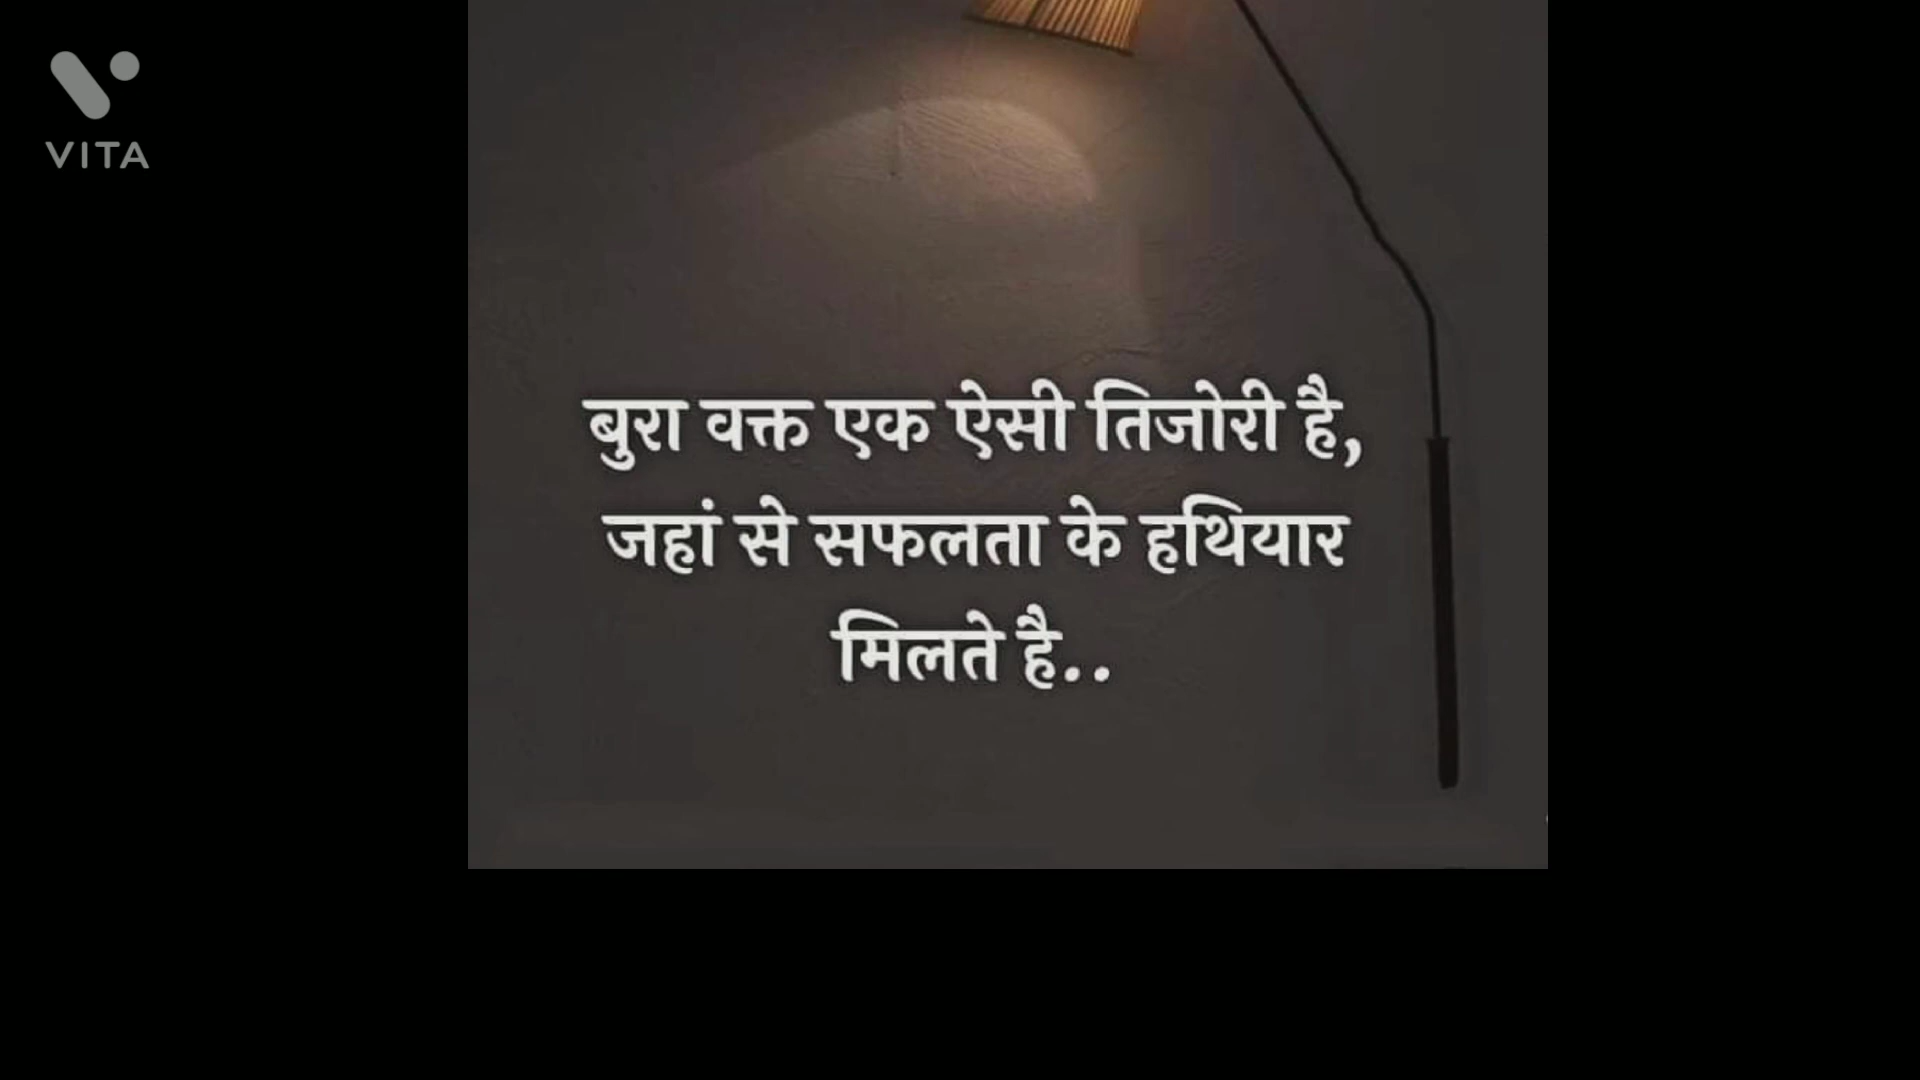 VITA
बुरा वक्त एक ऐसी तिजोरी है,
जहां से सफलता के हथियार
मिलते है..